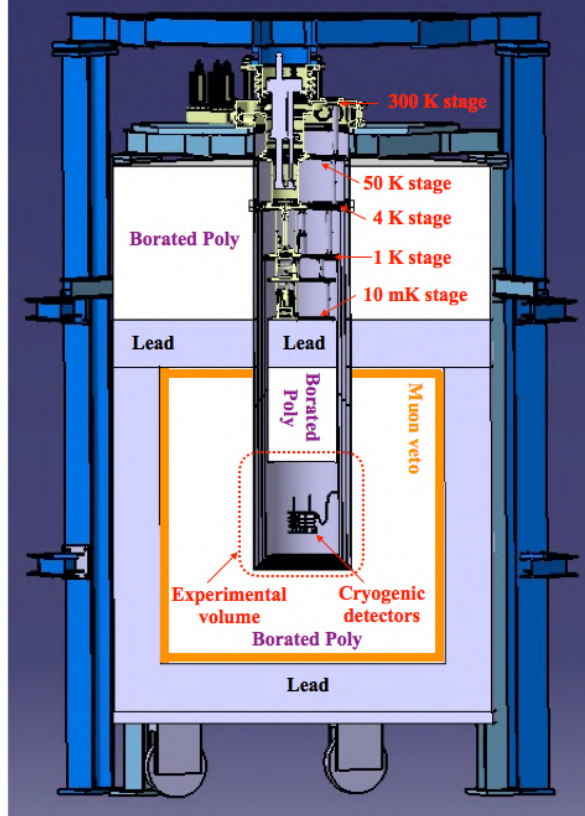 300 K stage
50 K stage
4 K stage
Borated Poly
1 K stage
10 mK stage
Lead
Lead
Borated
Poly
Muon veto
Experimental
volume
Cryogenic
detectors
Borated Poly
Lead